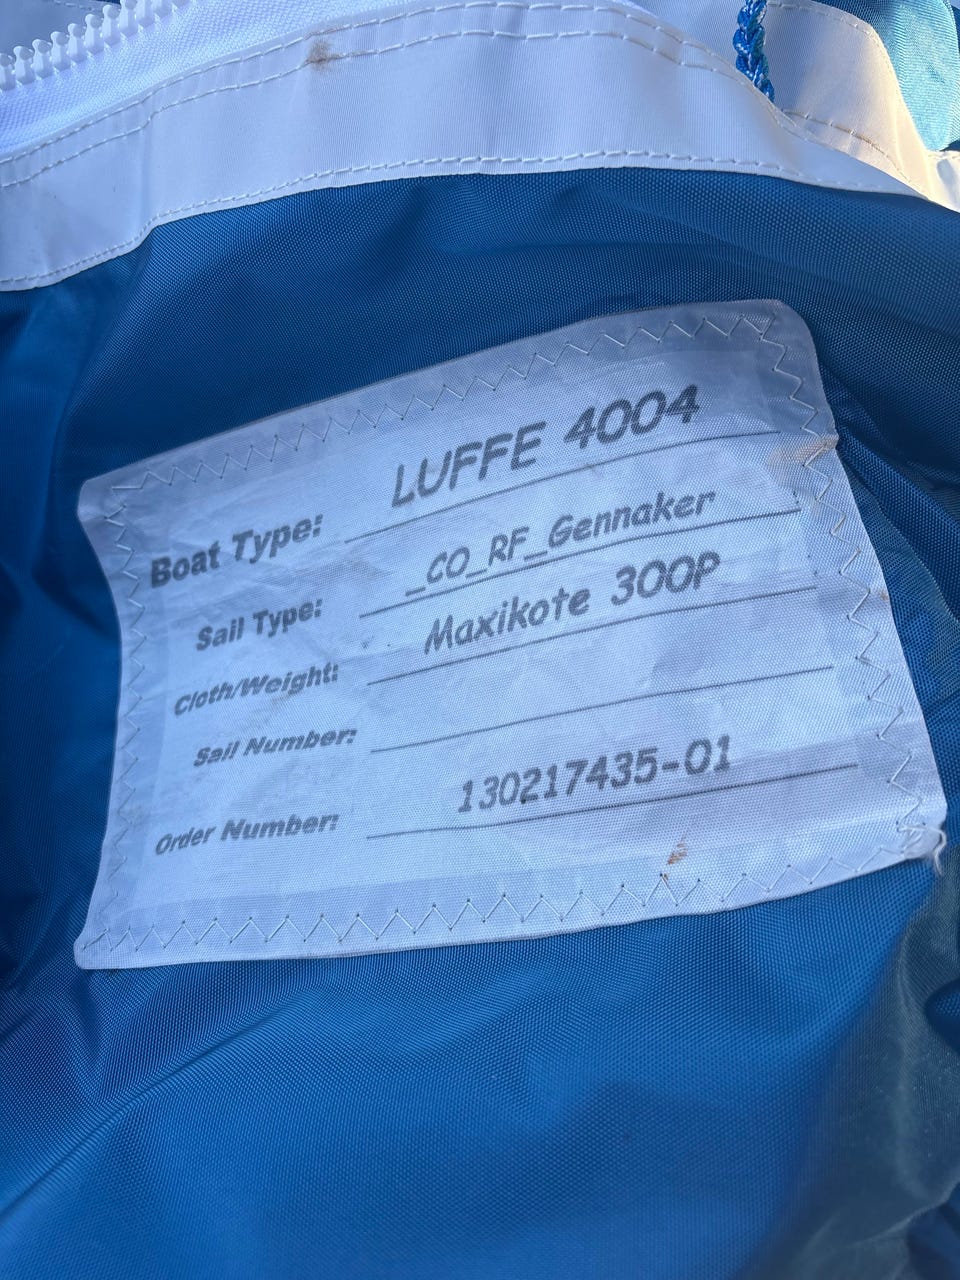 Boat Type: LUFFE 4004
Sail Type: _CO_RF_Gennaker
Cloth/Weight: Maxikote 300P
Sail Number:
Order Number: 130217435-01